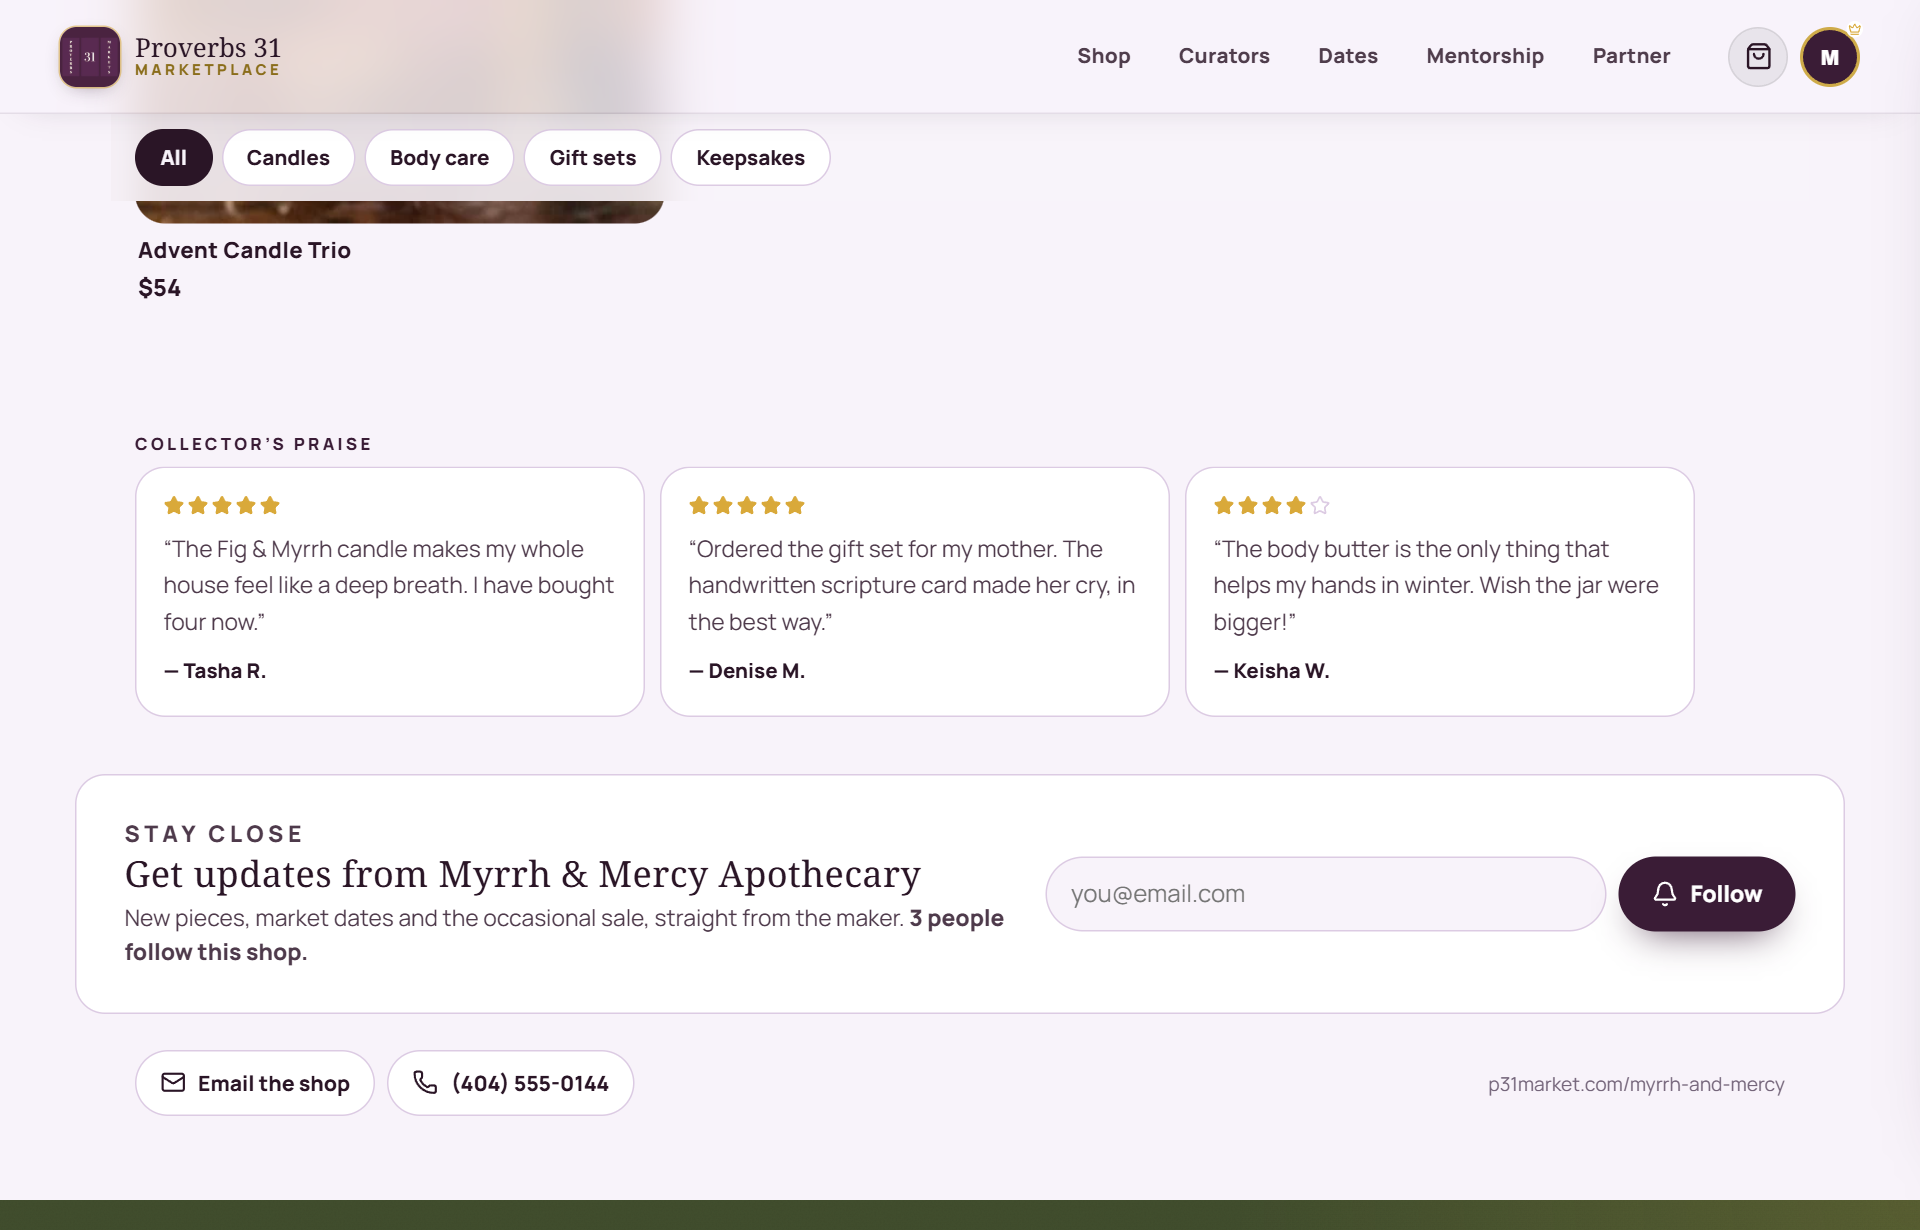 31
Proverbs 31
MARKETPLACE
Shop
Curators
Dates
Mentorship
Partner
M
All
Candles
Body care
Gift sets
Keepsakes
Advent Candle Trio
$54
COLLECTOR’S PRAISE
“The Fig & Myrrh candle makes my whole
house feel like a deep breath. I have bought
four now.”
— Tasha R.
“Ordered the gift set for my mother. The
handwritten scripture card made her cry, in
the best way.”
— Denise M.
“The body butter is the only thing that
helps my hands in winter. Wish the jar were
bigger!”
— Keisha W.
STAY CLOSE
Get updates from Myrrh & Mercy Apothecary
New pieces, market dates and the occasional sale, straight from the maker. 3 people
follow this shop.
you@email.com
Follow
Email the shop
(404) 555-0144
p31market.com/myrrh-and-mercy